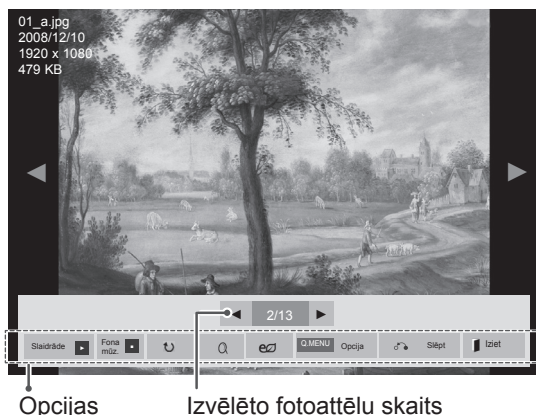 01_a.jpg
2008/12/10
1920 x 1080
479 KB
2/13
Slaidrāde
Fona
mūz.
Q.MENU Opcija
Slēpt
Iziet
Opcijas
Izvēlēto fotoattēlu skaits